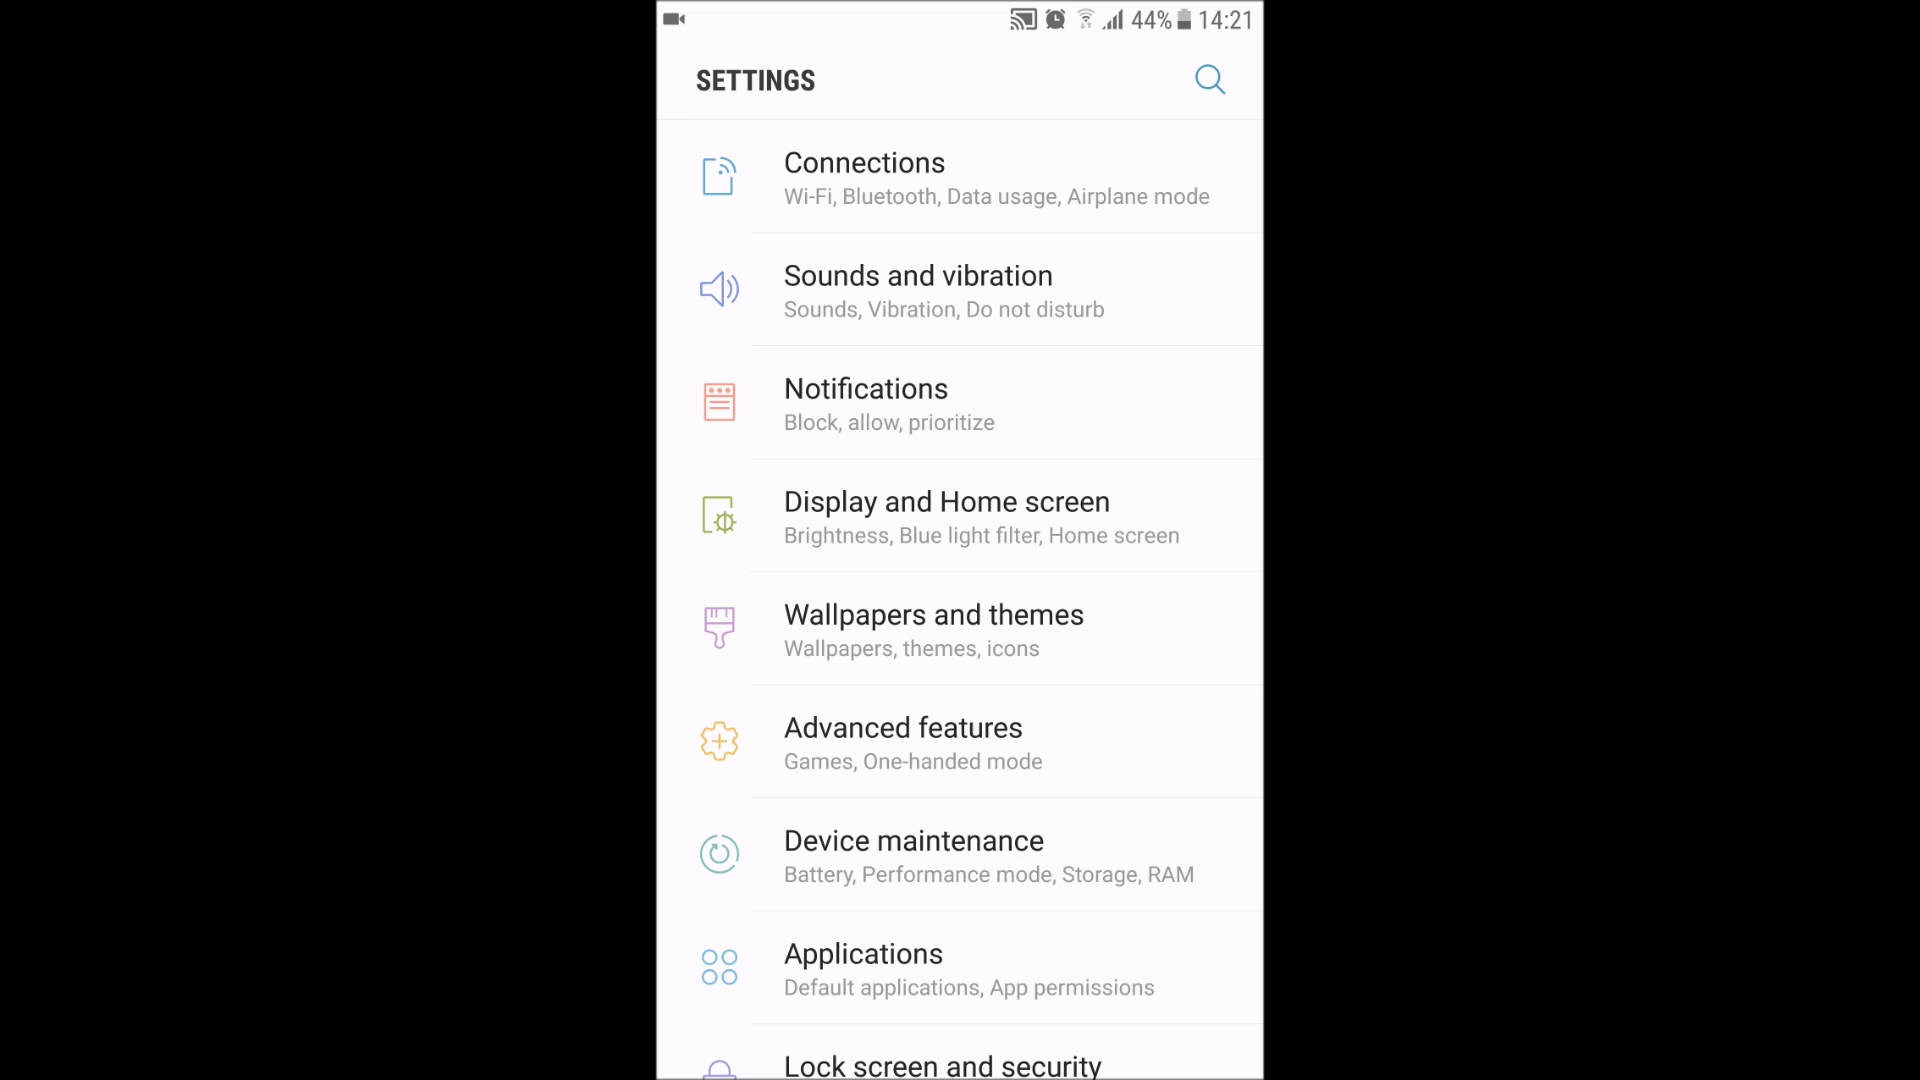 44% 14:21
SETTINGS
Connections
Wi-Fi, Bluetooth, Data usage, Airplane mode
Sounds and vibration
Sounds, Vibration, Do not disturb
Notifications
Block, allow, prioritize
Display and Home screen
Brightness, Blue light filter, Home screen
Wallpapers and themes
Wallpapers, themes, icons
Advanced features
Games, One-handed mode
Device maintenance
Battery, Performance mode, Storage, RAM
Applications
Default applications, App permissions
Lock screen and security